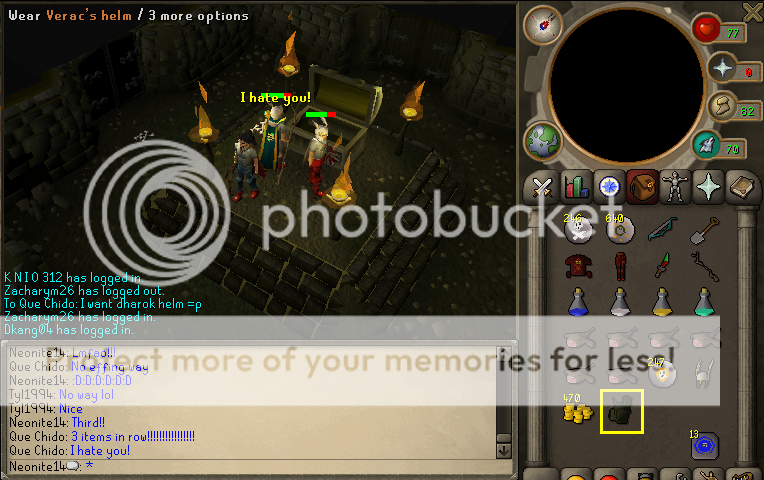 Wear Verac's helm / 3 more options
I hate you!
77
0
82
70
246 640
K N I O 312 has logged in.
Zacharym26 has logged out.
To Que Chido: I want dharok helm =p
Zacharym26 has logged in.
Dkang04 has logged in.
photobucket
Protect more of your memories for less!
Neonite14: Lmfao!!!
Que Chido: No effing way
Neonite14: :D:D:D:D:D:D
Tyl1994: No way lol
Tyl1994: Nice
Neonite14: Third!!
Que Chido: 3 items in row!!!!!!!!!!!!!!!
Que Chido: I hate you!
Neonite14: *
247
470
13